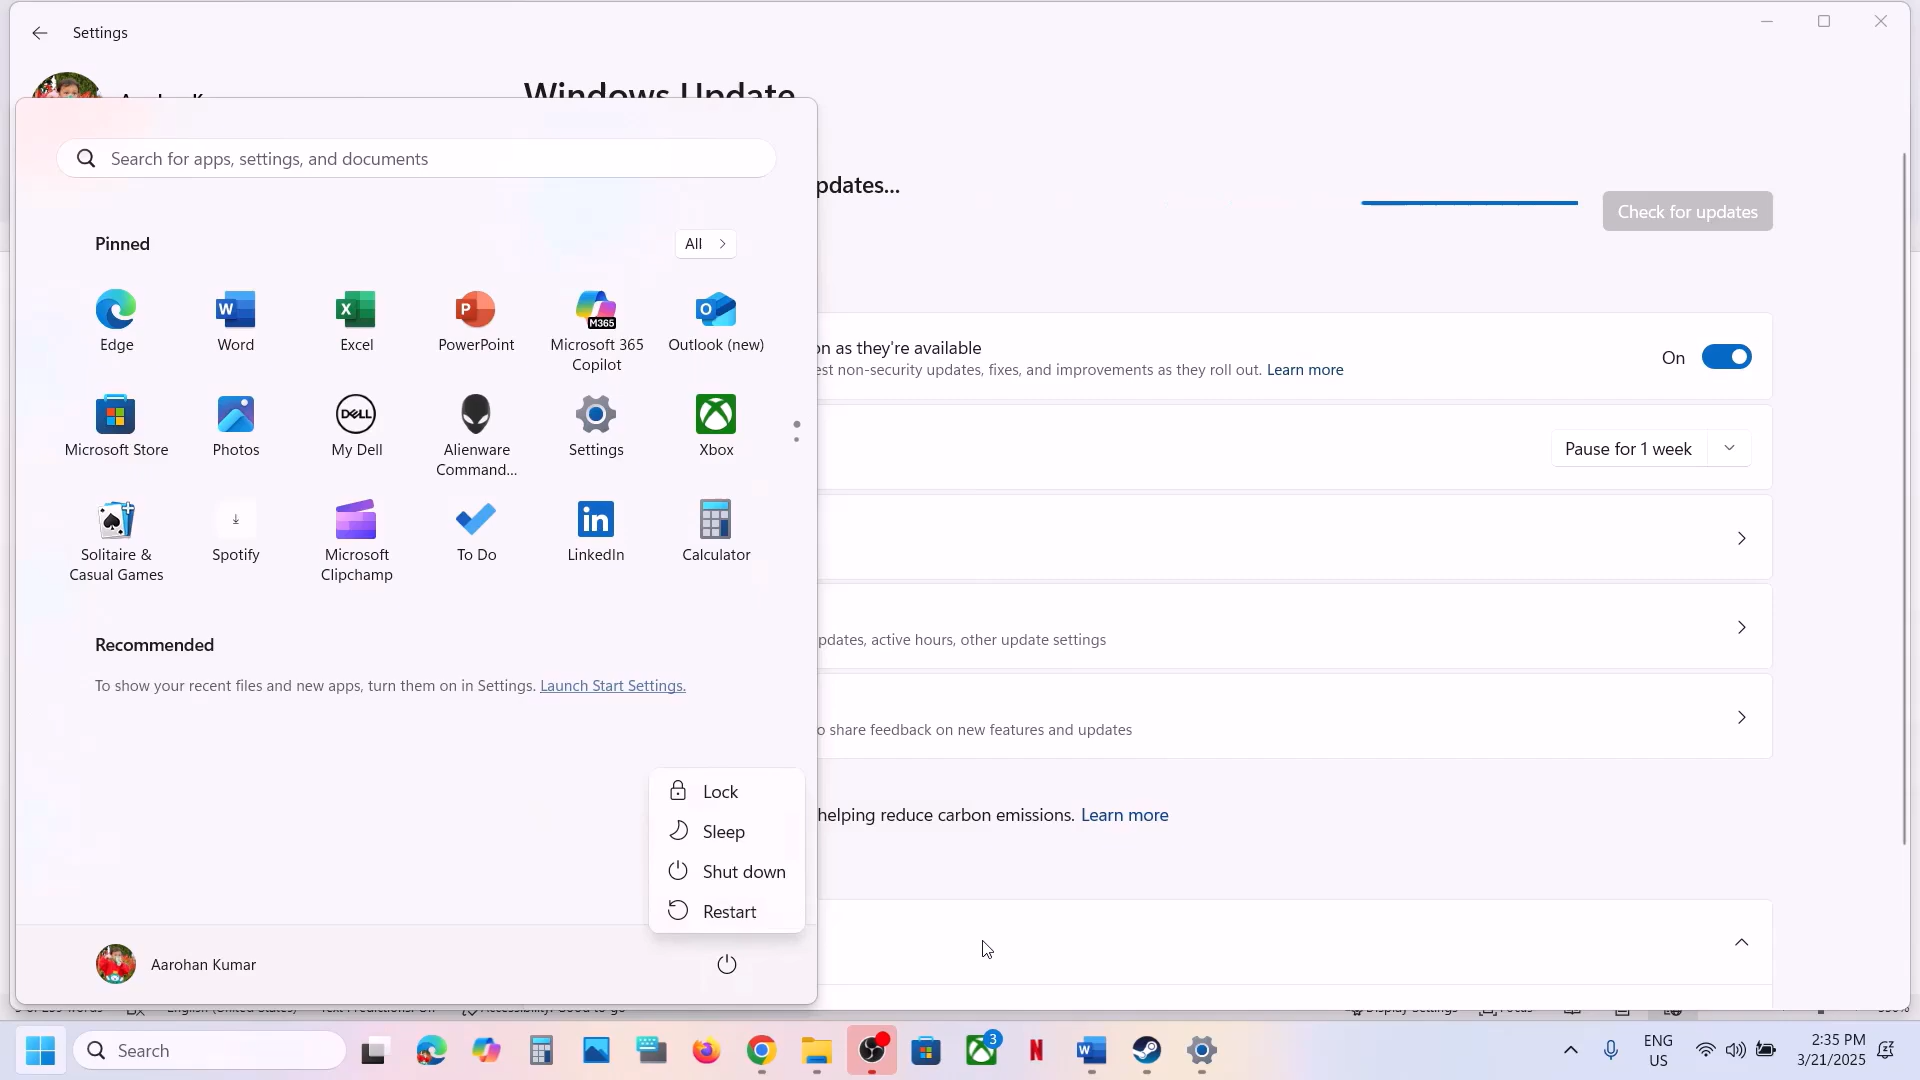 Settings
Windows Update
Search for apps, settings, and documents
pdates...
Check for updates
Pinned
All
Edge
Word
Excel
PowerPoint
Microsoft 365
Copilot
M365
Outlook (new)
on as they're available
On
est non-security updates, fixes, and improvements as they roll out. Learn more
Microsoft Store
Photos
DELL
My Dell
Alienware
Command...
Settings
Xbox
Pause for 1 week
Solitaire &
Casual Games
Spotify
Microsoft
Clipchamp
To Do
LinkedIn
Calculator
Recommended
pdates, active hours, other update settings
To show your recent files and new apps, turn them on in Settings. Launch Start Settings.
o share feedback on new features and updates
Lock
Sleep
Shut down
Restart
helping reduce carbon emissions. Learn more
Aarohan Kumar
Search
3
ENG
US
2:35 PM
3/21/2025